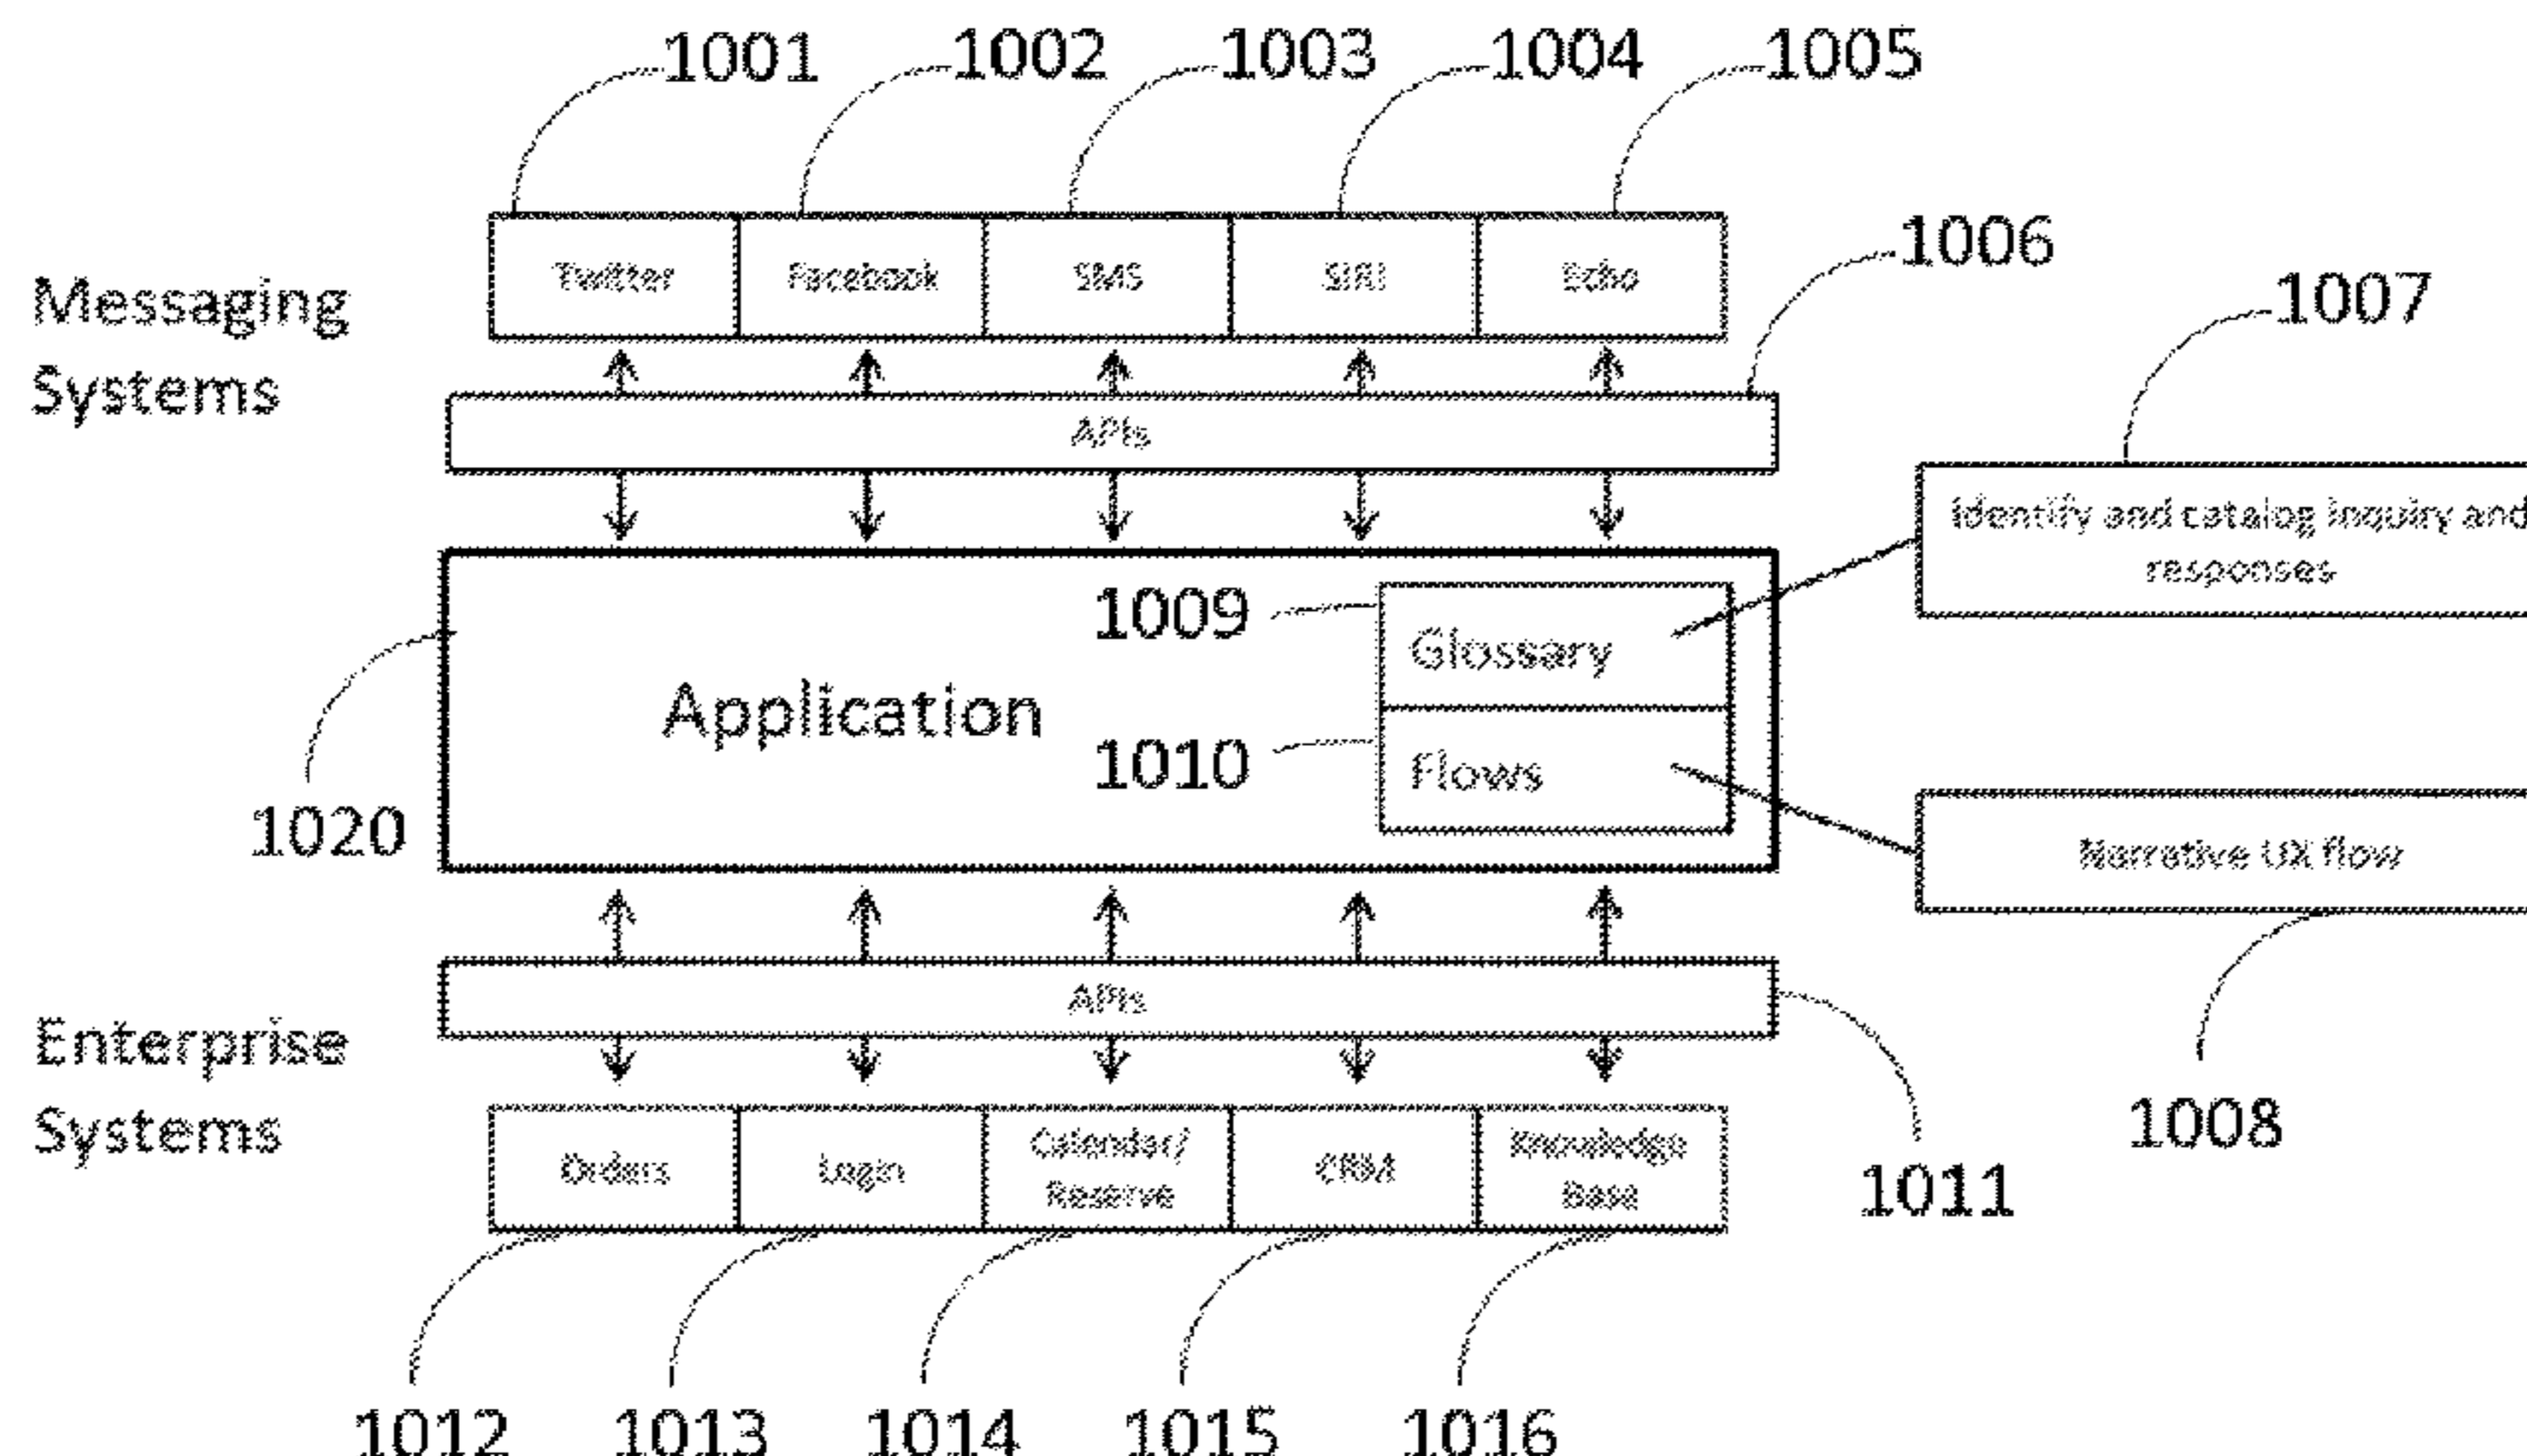 1001
1002
1003
1004
1005
Messaging
Systems
Twitter
Facebook
SMS
SIRI
Echo
1006
1007
APIs
Identify and catalog inquiry and
responses
1009
Glossary
Application
1010
Flows
1020
Narrative UX flow
1008
Enterprise
Systems
APIs
1011
Orders
Login
Calendar/
Reserve
CRM
Knowledge
Base
1012
1013
1014
1015
1016